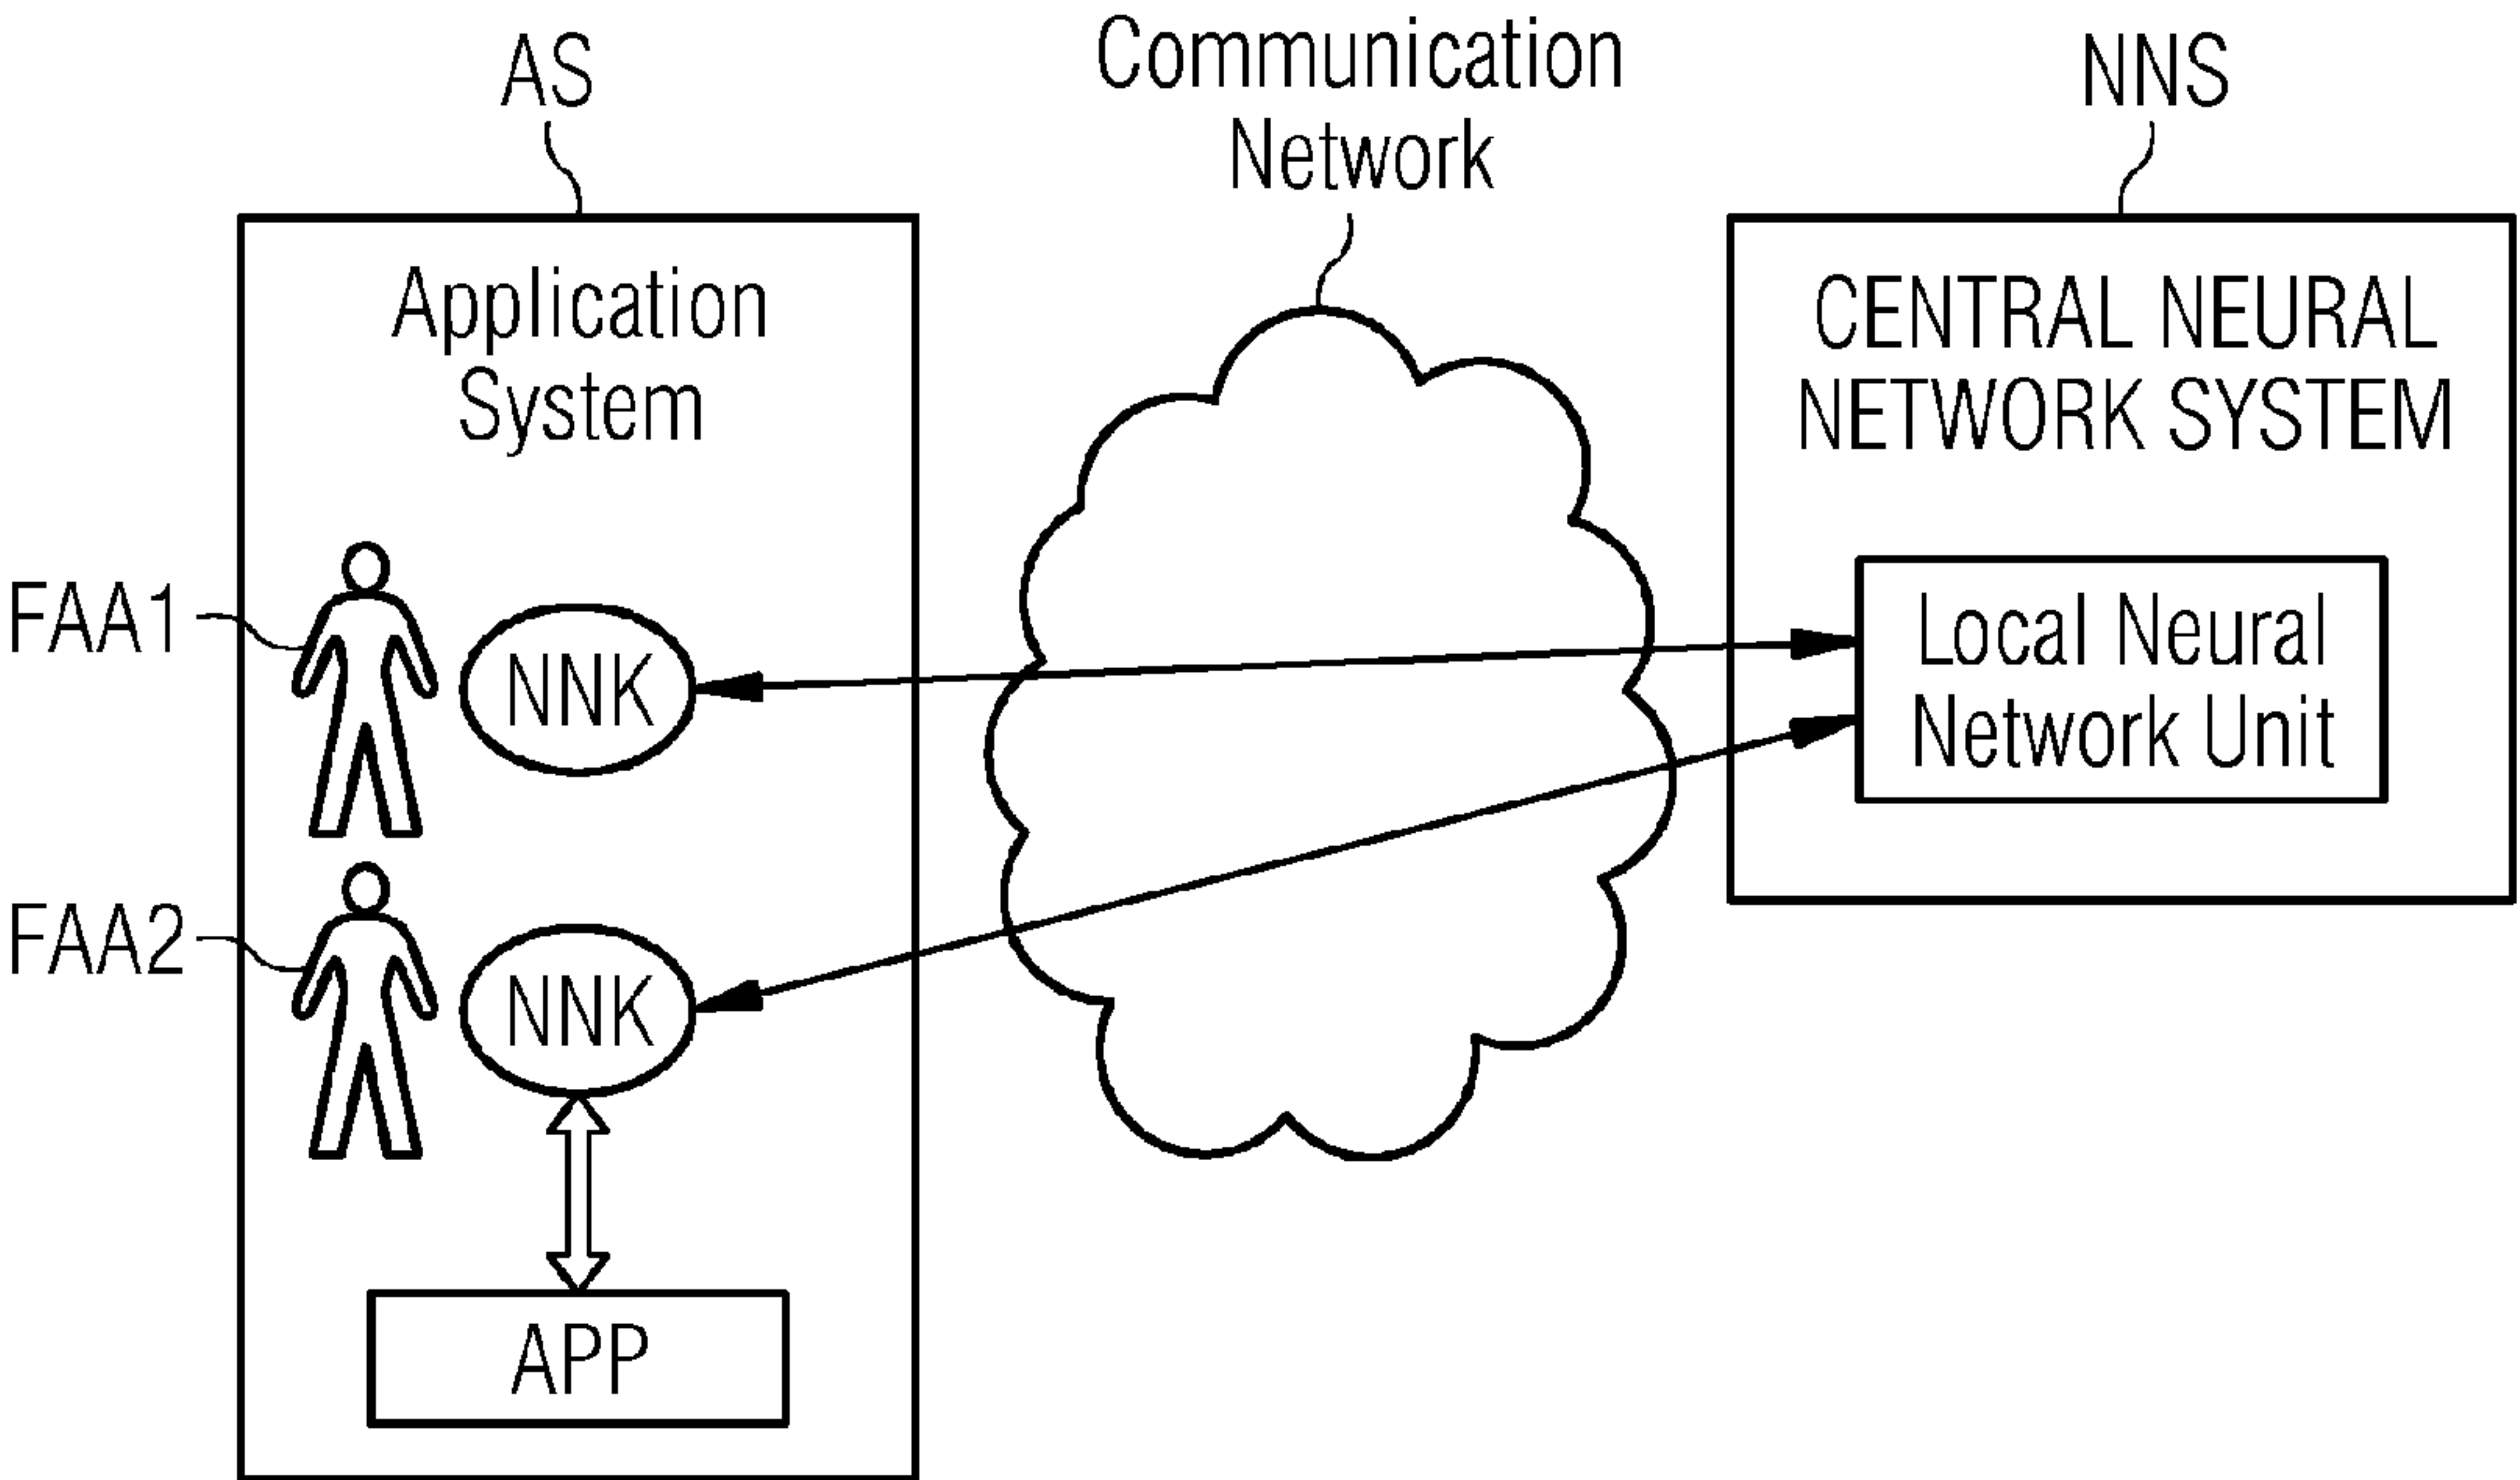 AS
Communication
Network
NNS
Application
System
CENTRAL NEURAL
NETWORK SYSTEM
FAA1
NNK
Local Neural
Network Unit
FAA2
NNK
APP